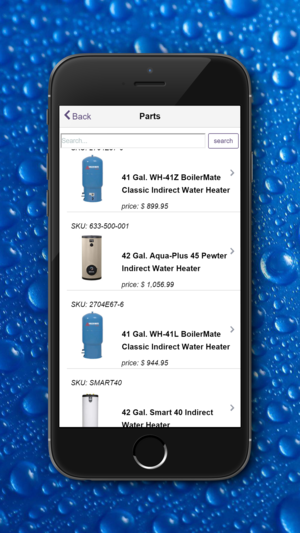 Back
Parts
Search...
search
41 Gal. WH-41Z BoilerMate
Classic Indirect Water Heater
price: $ 899.95
SKU: 633-500-001
42 Gal. Aqua-Plus 45 Pewter
Indirect Water Heater
price: $ 1,056.99
SKU: 2704E67-6
41 Gal. WH-41L BoilerMate
Classic Indirect Water Heater
price: $ 944.95
SKU: SMART40
42 Gal. Smart 40 Indirect
Water Heater